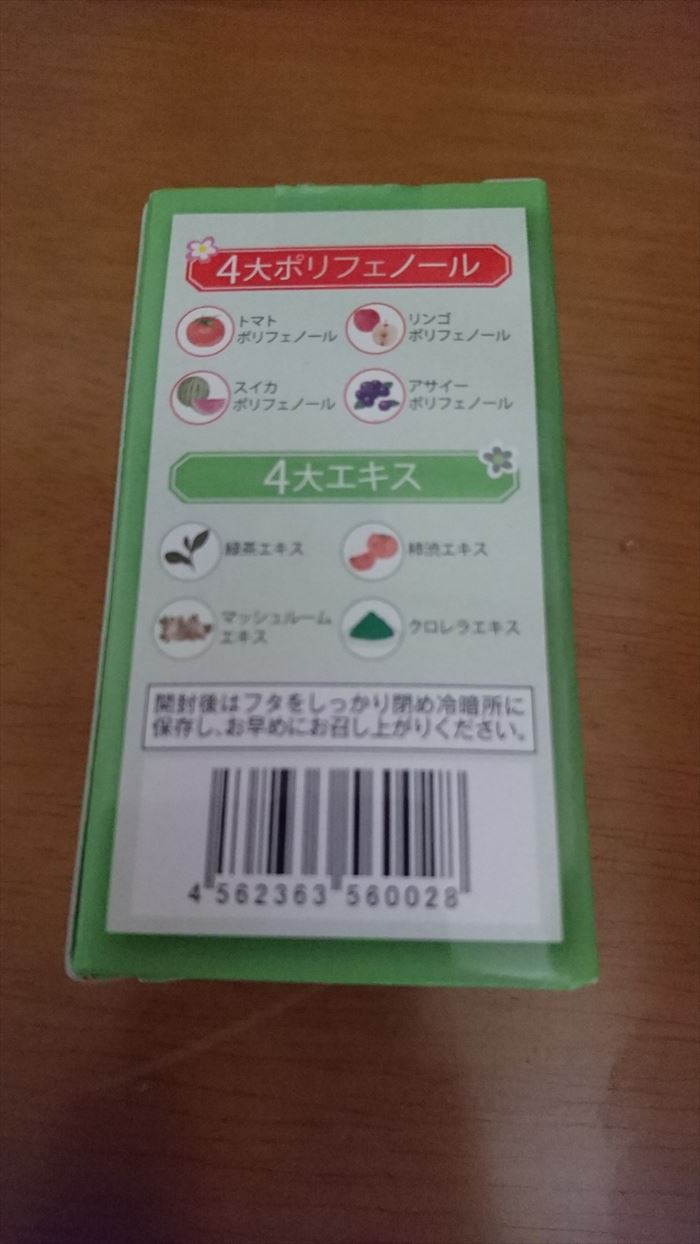 4大ポリフェノール
トマト
ポリフェノール
リンゴ
ポリフェノール
スイカ
ポリフェノール
アサイー
ポリフェノール
4大エキス
緑茶エキス
柿渋エキス
マッシュルーム
エキス
クロレラエキス
開封後はフタをしっかり閉め冷暗所に
保存し、お早めにお召し上がりください。
4 562363 560028